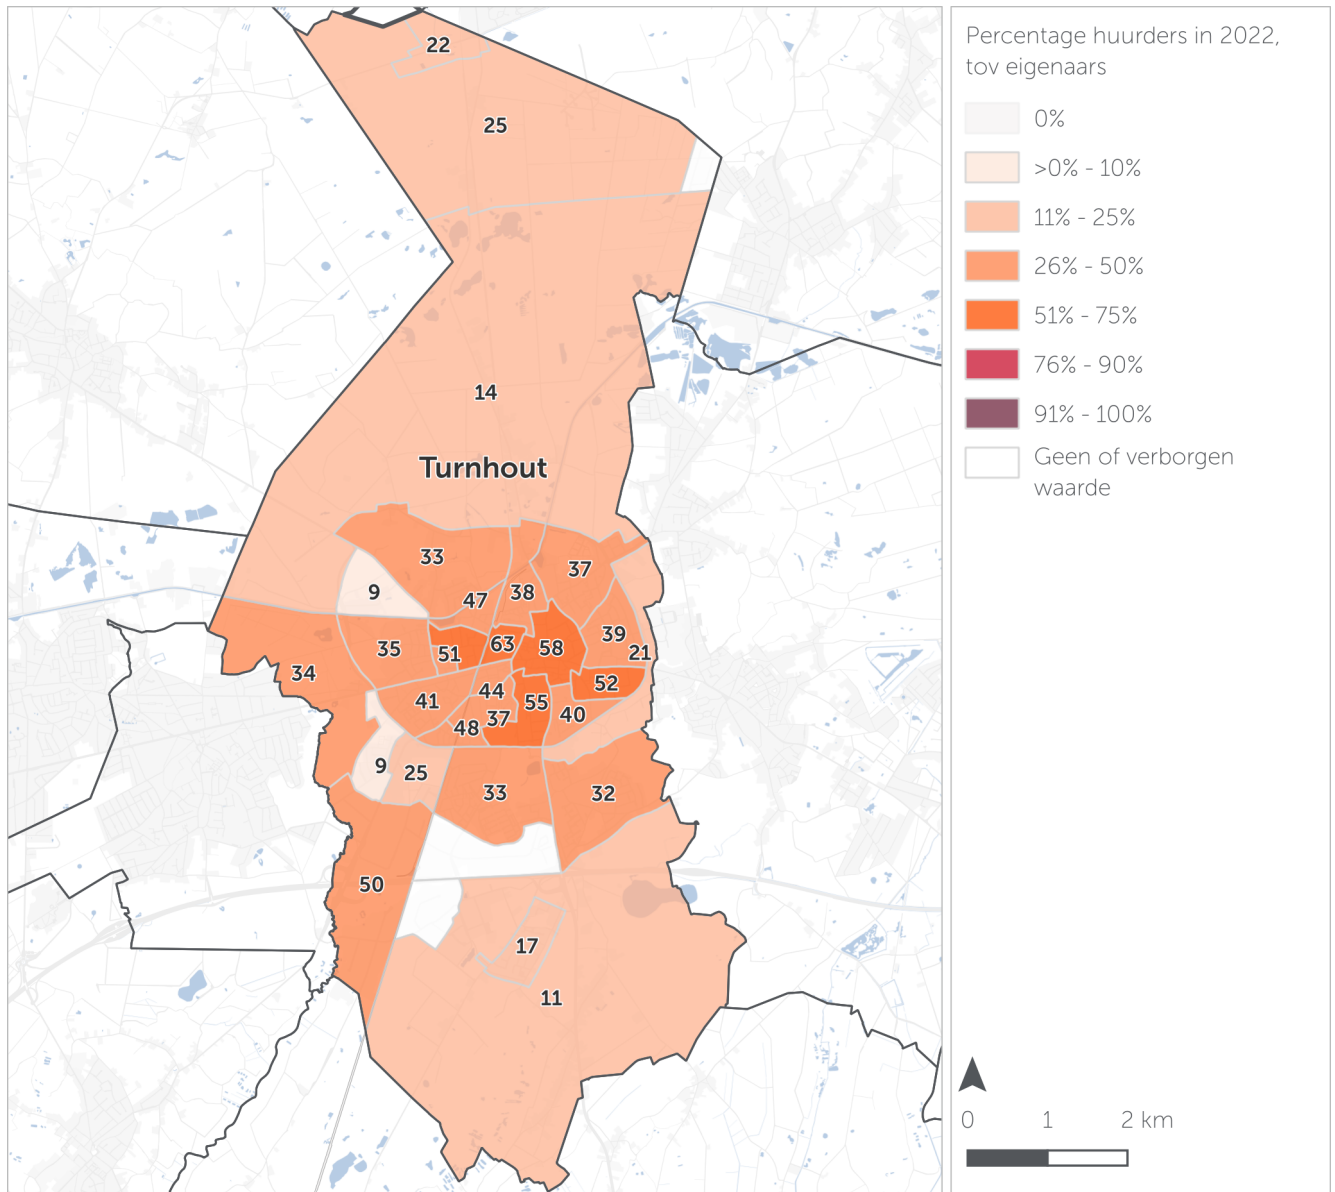 22
25
14
Turnhout
33
37
9
38
47
39
35
63
58
51
21
34
52
44
41
55
40
37
48
9
25
33
32
50
17
11
Percentage huurders in 2022,
tov eigenaars
0%
>0% - 10%
11% - 25%
26% - 50%
51% - 75%
76% - 90%
91% - 100%
Geen of verborgen
waarde
0 1 2 km